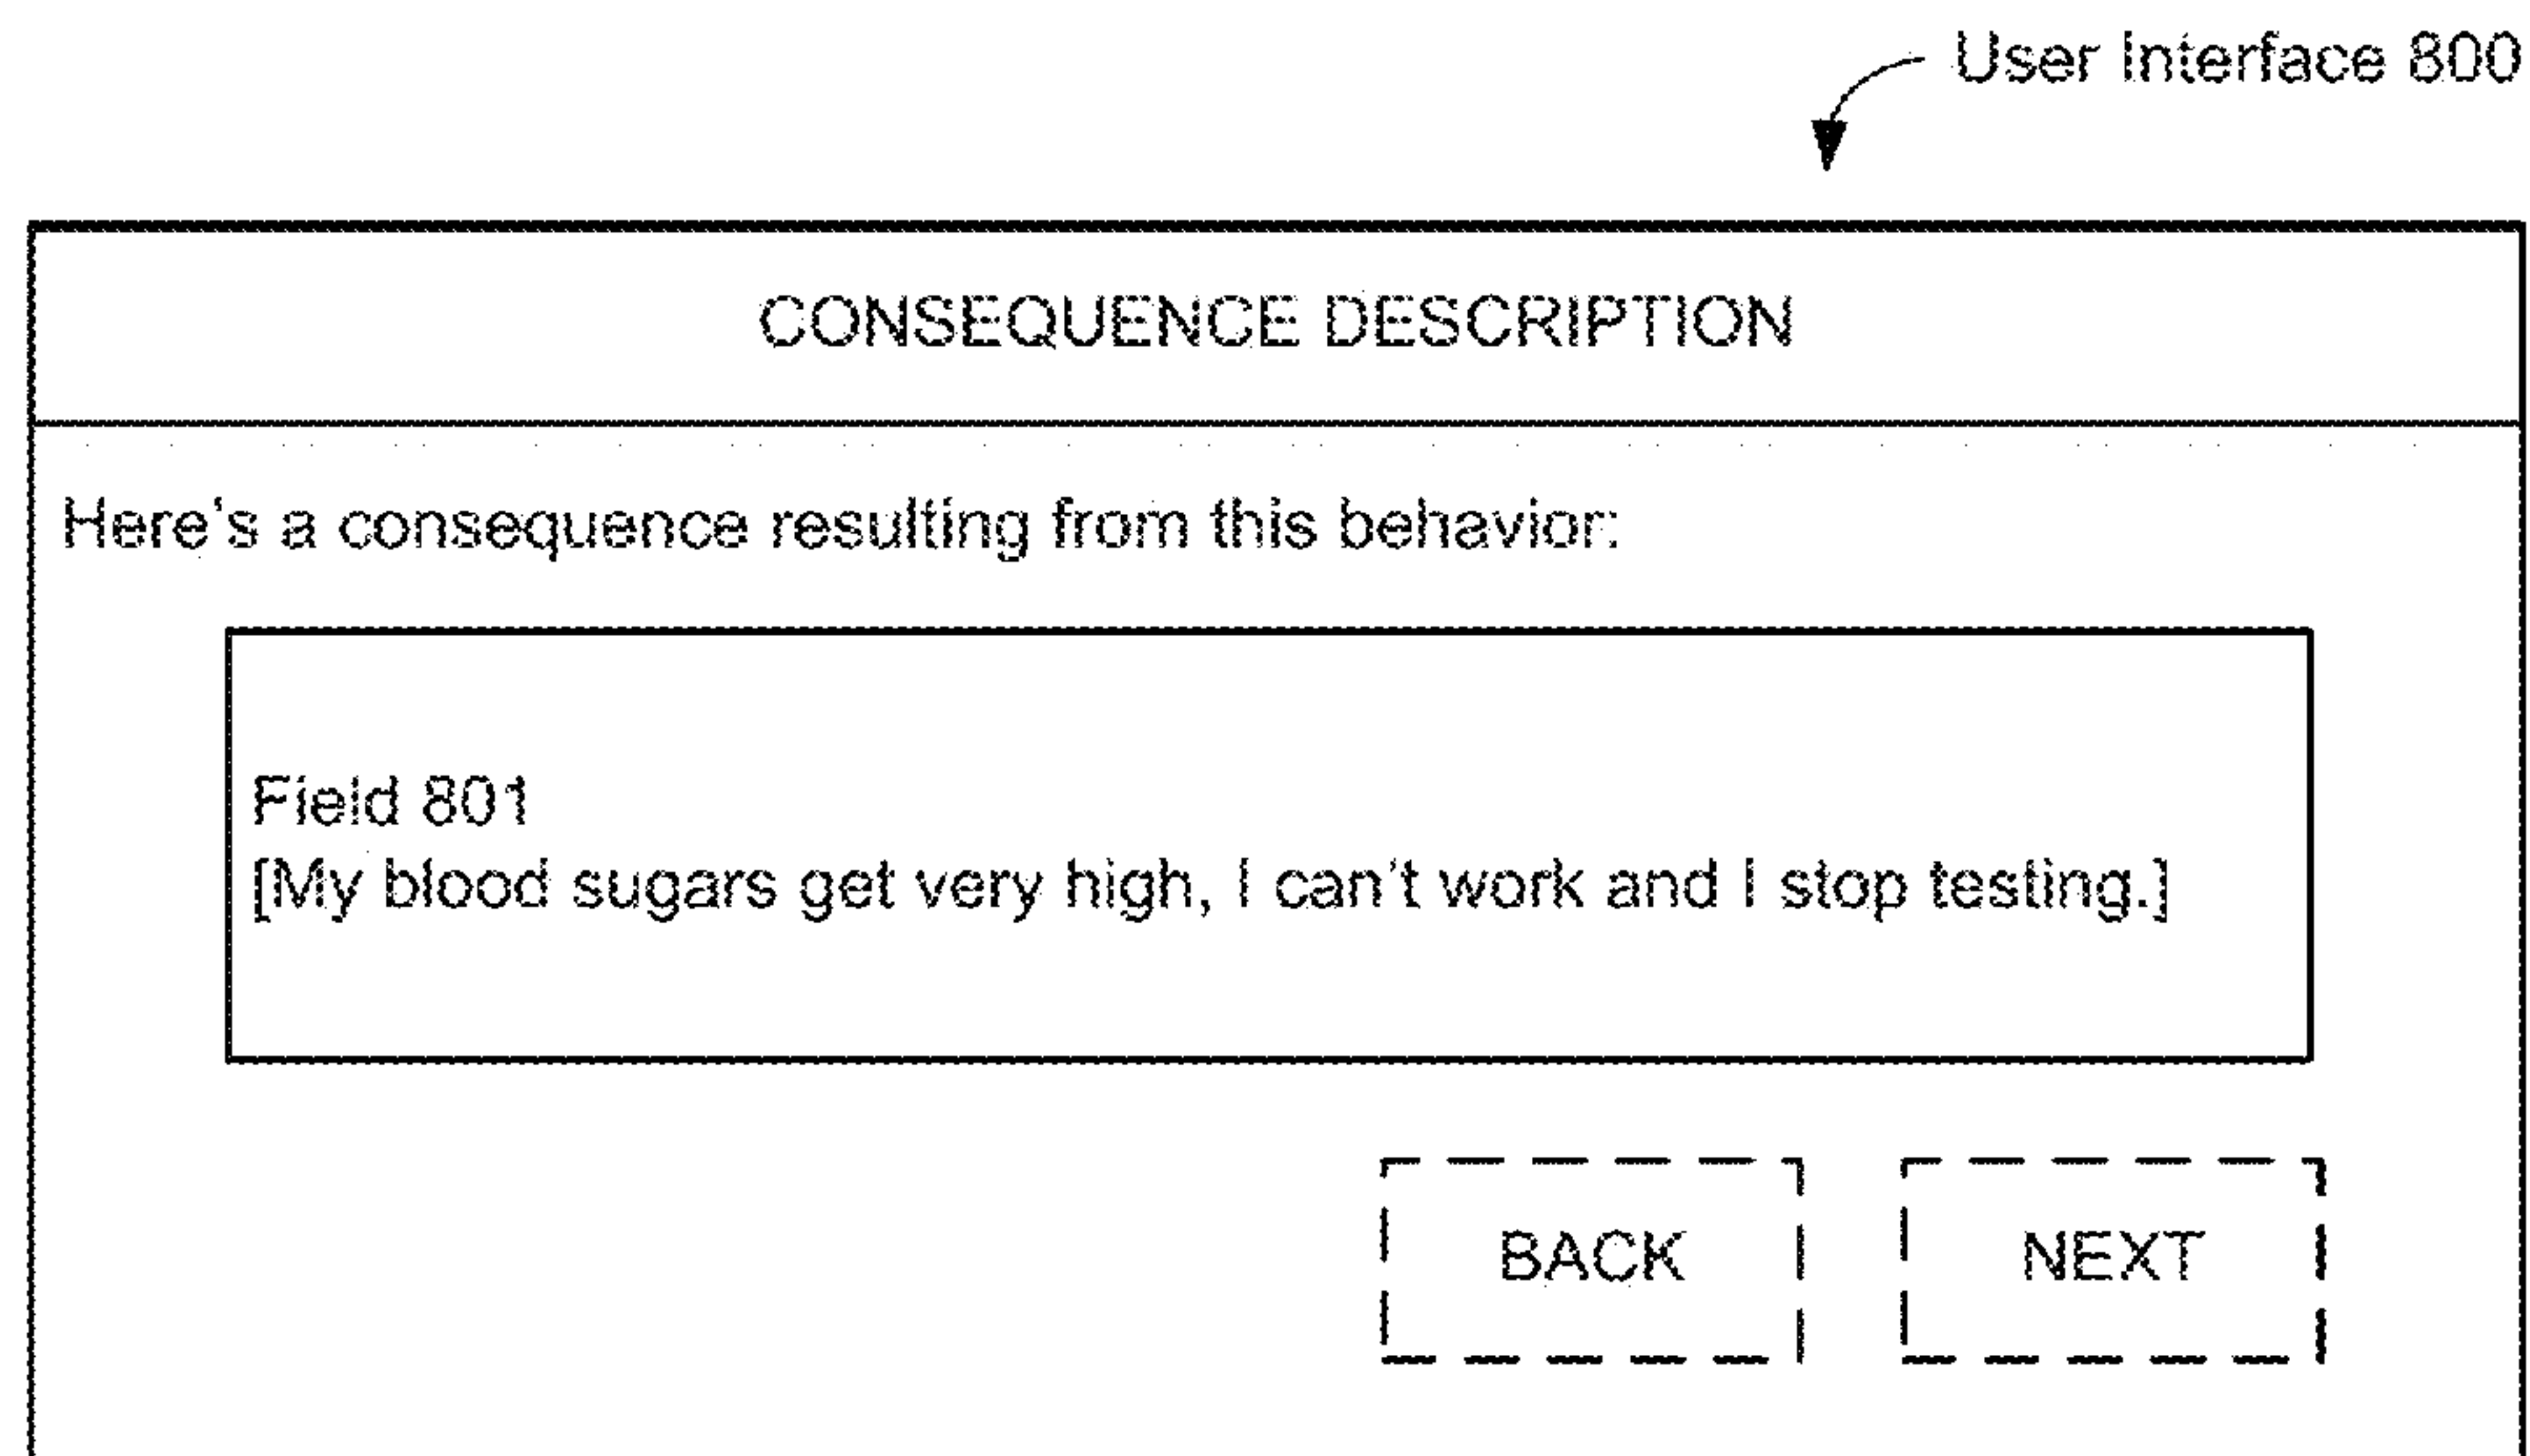 User Interface 800
CONSEQUENCE DESCRIPTION
Here's a consequence resulting from this behavior:
Field 801
[My blood sugars get very high, I can't work and I stop testing.]
BACK NEXT